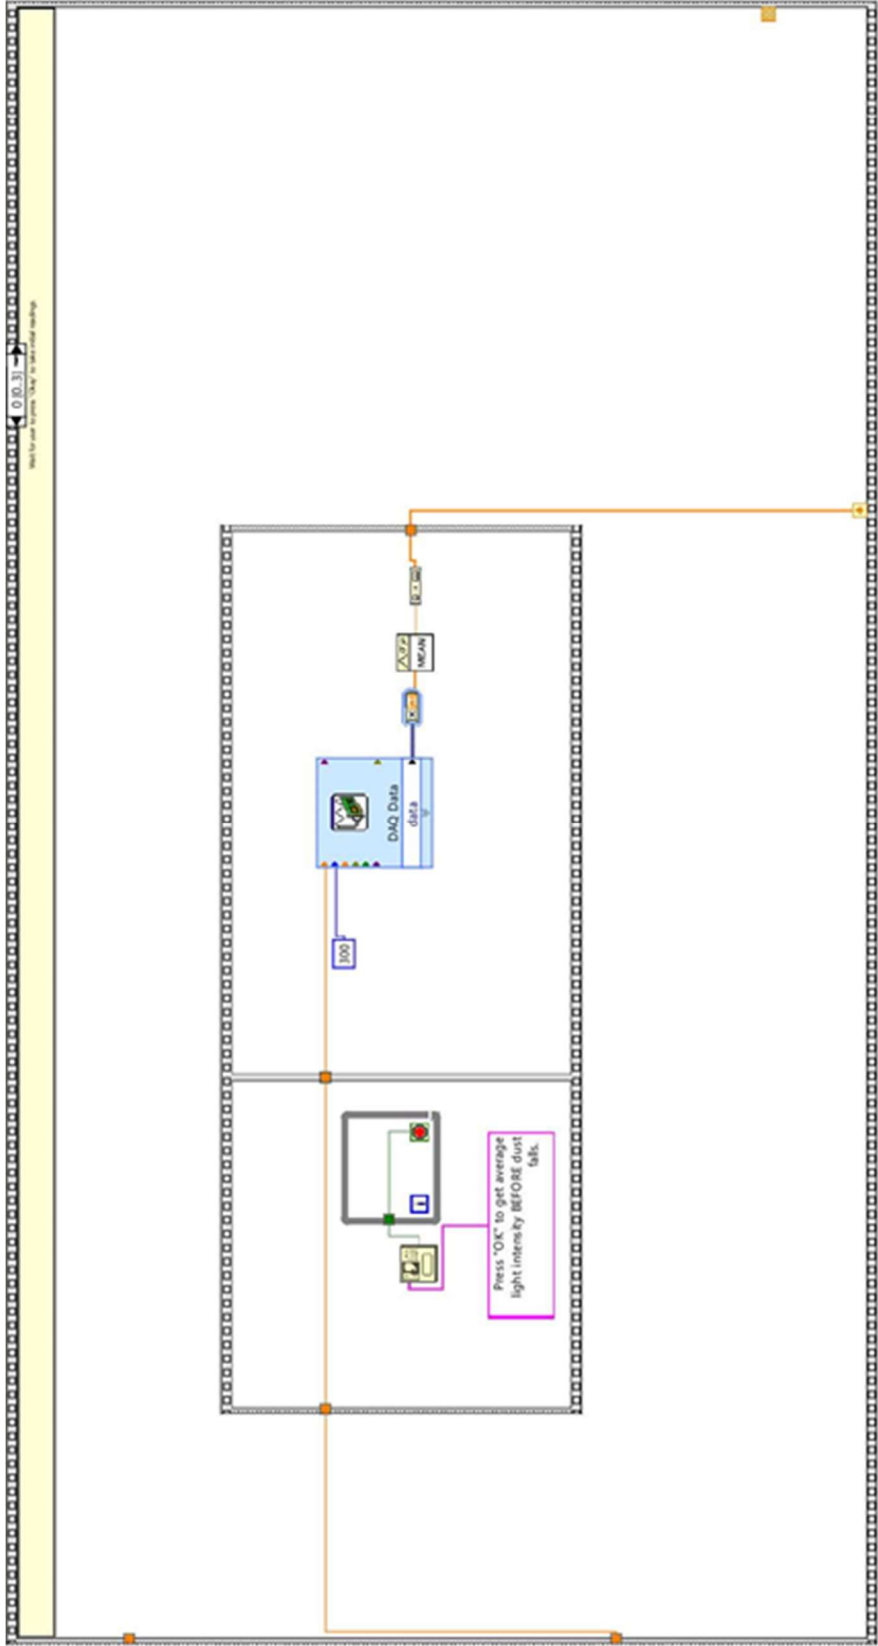 0 [0..3]
Wait for user to press "Okay" to take initial readings.
Press "OK" to get average
light intensity BEFORE dust
falls.
i
300
DAQ Data
data
MEAN